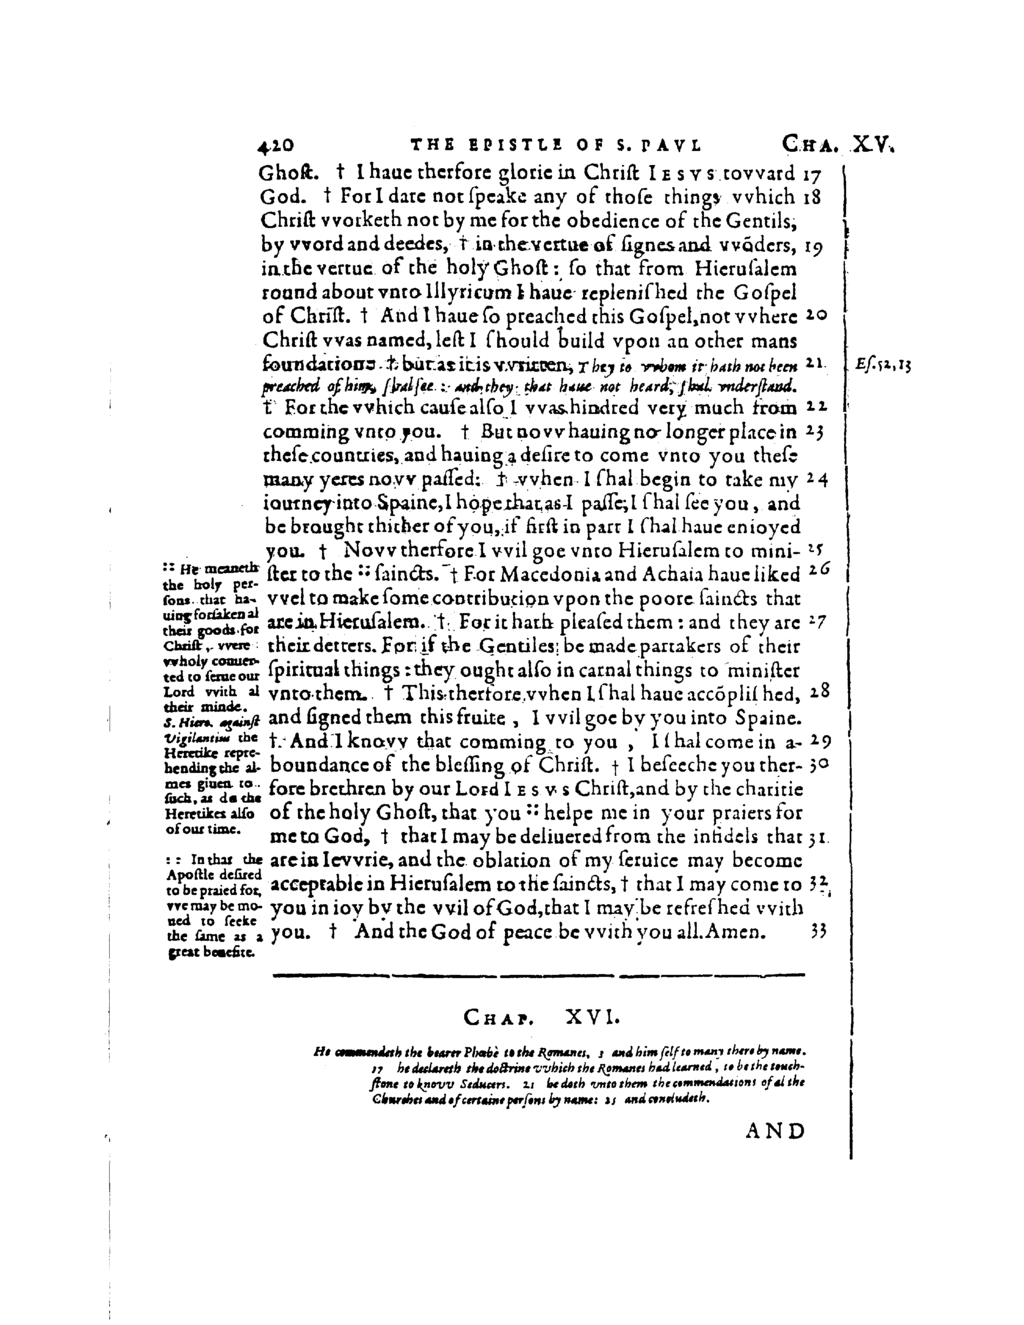 420 THE EPISTLE OF S. PAVL CHA. XV.
Ghoſt. † I haue therfore glorie in Chriſt IESVS tovvard 17
God. † For I dare not ſpeake any of thoſe things vvhich 18
Chriſt vvorketh not by me for the obedience of the Gentils,
by vvord and deedes, † in the vertue of ſignes and vvõders, 19
in the vertue of the holy Ghoſt: ſo that from Hieruſalem
round about vnto Illyricum I haue repleniſhed the Goſpel
of Chriſt. † And I haue ſo preached this Goſpel, not vvhere 20
Chriſt vvas named, leſt I ſhould build vpon an other mans
foundations. † but as it is vvritten, They to vvhom it hath not been 21 Eſ. 52, 15
preached of him, ſhal ſee: and they that haue not heard, ſhal vnderſtand.
† For the vvhich cauſe alſo I vvas hindred very much from 22
comming vnto you. † But novv hauing no longer place in 23
theſe countries, and hauing a deſire to come vnto you theſe
many yeres novv paſſed: † vvhen I ſhal begin to take my 24
iourney into Spaine, I hope that as I paſſe, I ſhal ſee you, and
be brought thither of you, if firſt in part I ſhal haue enioyed
you. † Novv therfore I vvil goe vnto Hieruſalem to mini- 25
ſter to the :: ſaincts. † For Macedonia and Achaia haue liked 26
vvel to make ſome contribution vpon the poore ſaincts that
are in Hieruſalem. † For it hath pleaſed them: and they are 27
their detters. For if the Gentiles be made partakers of their
ſpiritual things: they ought alſo in carnal things to miniſter
vnto them. † This therfore vvhen I ſhal haue accõpliſhed, 28
and ſigned them this fruite, I vvil goe by you into Spaine.
† And I knovv that comming to you, I ſhal come in a- 29
boundance of the bleſſing of Chriſt. † I beſeeche you ther- 30
fore brethren by our Lord IESVS Chriſt, and by the charitie
of the holy Ghoſt, that you :: helpe me in your praiers for
me to God, † that I may be deliuered from the infidels that 31
are in Ievvrie, and the oblation of my ſeruice may become
acceptable in Hieruſalem to the ſaincts, † that I may come to 32
you in ioy by the vvil of God, that I may be refreſhed vvith
you. † And the God of peace be vvith you all. Amen. 33
:: He meaneth
the holy per-
ſons that ha-
uing forſaken al
their goods for
Chriſt, vvere
vvholy conuer-
ted to ſerue our
Lord vvith al
their minde.
S. Hiero. againſt
Vigilantius the
Heretike repre-
hending the al-
mes giuen to
ſuch, as do the
Heretikes alſo
of our time.
:: In that the
Apoſtle deſired
to be praied for,
vve may be mo-
ued to ſeeke
the ſame as a
great benefite.
CHAP. XVI.
He commendeth the bearer Phœbè to the Romanes, 3 and him ſelf to many there by name.
17 he declareth the doctrine vvhich the Romanes had learned, to be the touch-
ſtone to knovv Seducers. 21 he doth vnto them the commendations of al the
Churches and of certaine perſons by name: 25 and concludeth.
AND